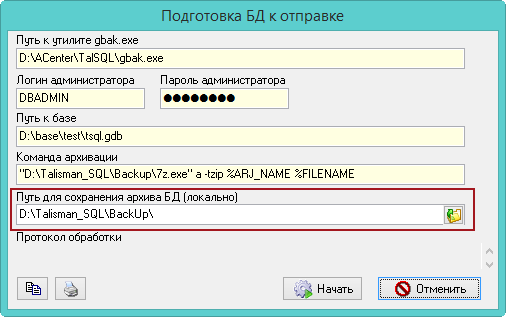 Подготовка БД к отправке
Путь к утилите gbak.exe
D:\ACenter\TalSQL\gbak.exe
Логин администратора Пароль администратора
DBADMIN ●●●●●●●●
Путь к базе
D:\base\test\tsql.gdb
Команда архивации
"D:\Talisman_SQL\Backup\7z.exe" a -tzip %ARJ_NAME %FILENAME
Путь для сохранения архива БД (локально)
D:\Talisman_SQL\BackUp\
Протокол обработки
Начать Отменить